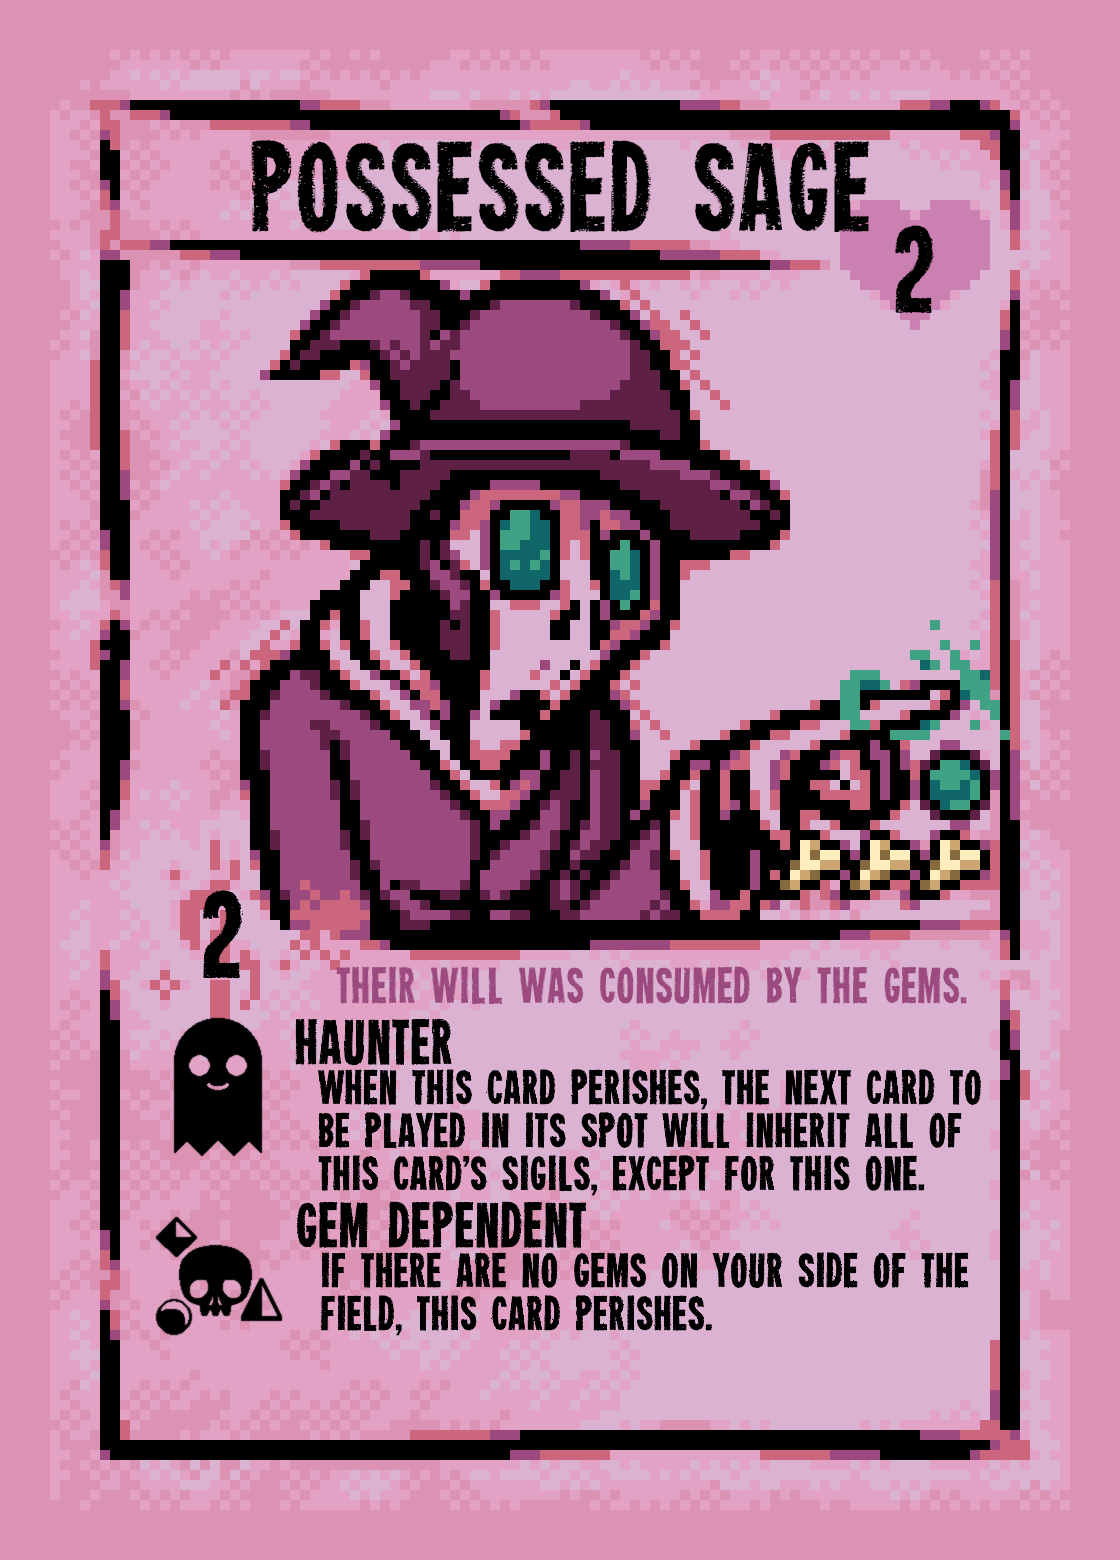 POSSESSED SAGE
2
2
THEIR WILL WAS CONSUMED BY THE GEMS.
HAUNTER
WHEN THIS CARD PERISHES, THE NEXT CARD TO
BE PLAYED IN ITS SPOT WILL INHERIT ALL OF
THIS CARD'S SIGILS, EXCEPT FOR THIS ONE.
GEM DEPENDENT
IF THERE ARE NO GEMS ON YOUR SIDE OF THE
FIELD, THIS CARD PERISHES.